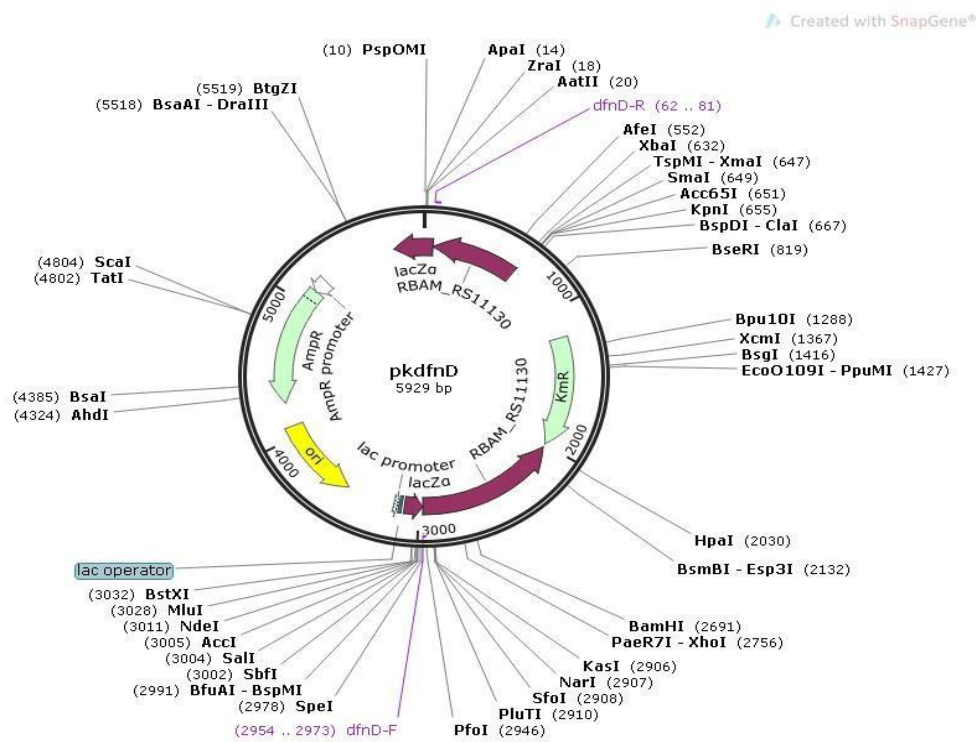 Created with SnapGene®
(10) PspOMI
ApaI (14)
ZraI (18)
AatII (20)
dfnD-R (62 .. 81)
(5519) BtgZI
(5518) BsaAI - DraIII
AfeI (552)
XbaI (632)
TspMI - XmaI (647)
SmaI (649)
Acc65I (651)
KpnI (655)
BspDI - ClaI (667)
BseRI (819)
(4804) ScaI
(4802) TatI
lacZα
RBAM_RS11130
1000
5000
AmpR
AmpR promoter
Bpu10I (1288)
XcmI (1367)
BsgI (1416)
EcoO109I - PpuMI (1427)
pkdfnD
5929 bp
KmR
RBAM_RS11130
(4385) BsaI
(4324) AhdI
2000
4000
ori
lac promoter
lacZα
3000
HpaI (2030)
BsmBI - Esp3I (2132)
lac operator
(3032) BstXI
(3028) MluI
(3011) NdeI
(3005) AccI
(3004) SalI
(3002) SbfI
(2991) BfuAI - BspMI
(2978) SpeI
(2954 .. 2973) dfnD-F
BamHI (2691)
PaeR7I - XhoI (2756)
KasI (2906)
NarI (2907)
SfoI (2908)
PluTI (2910)
PfoI (2946)